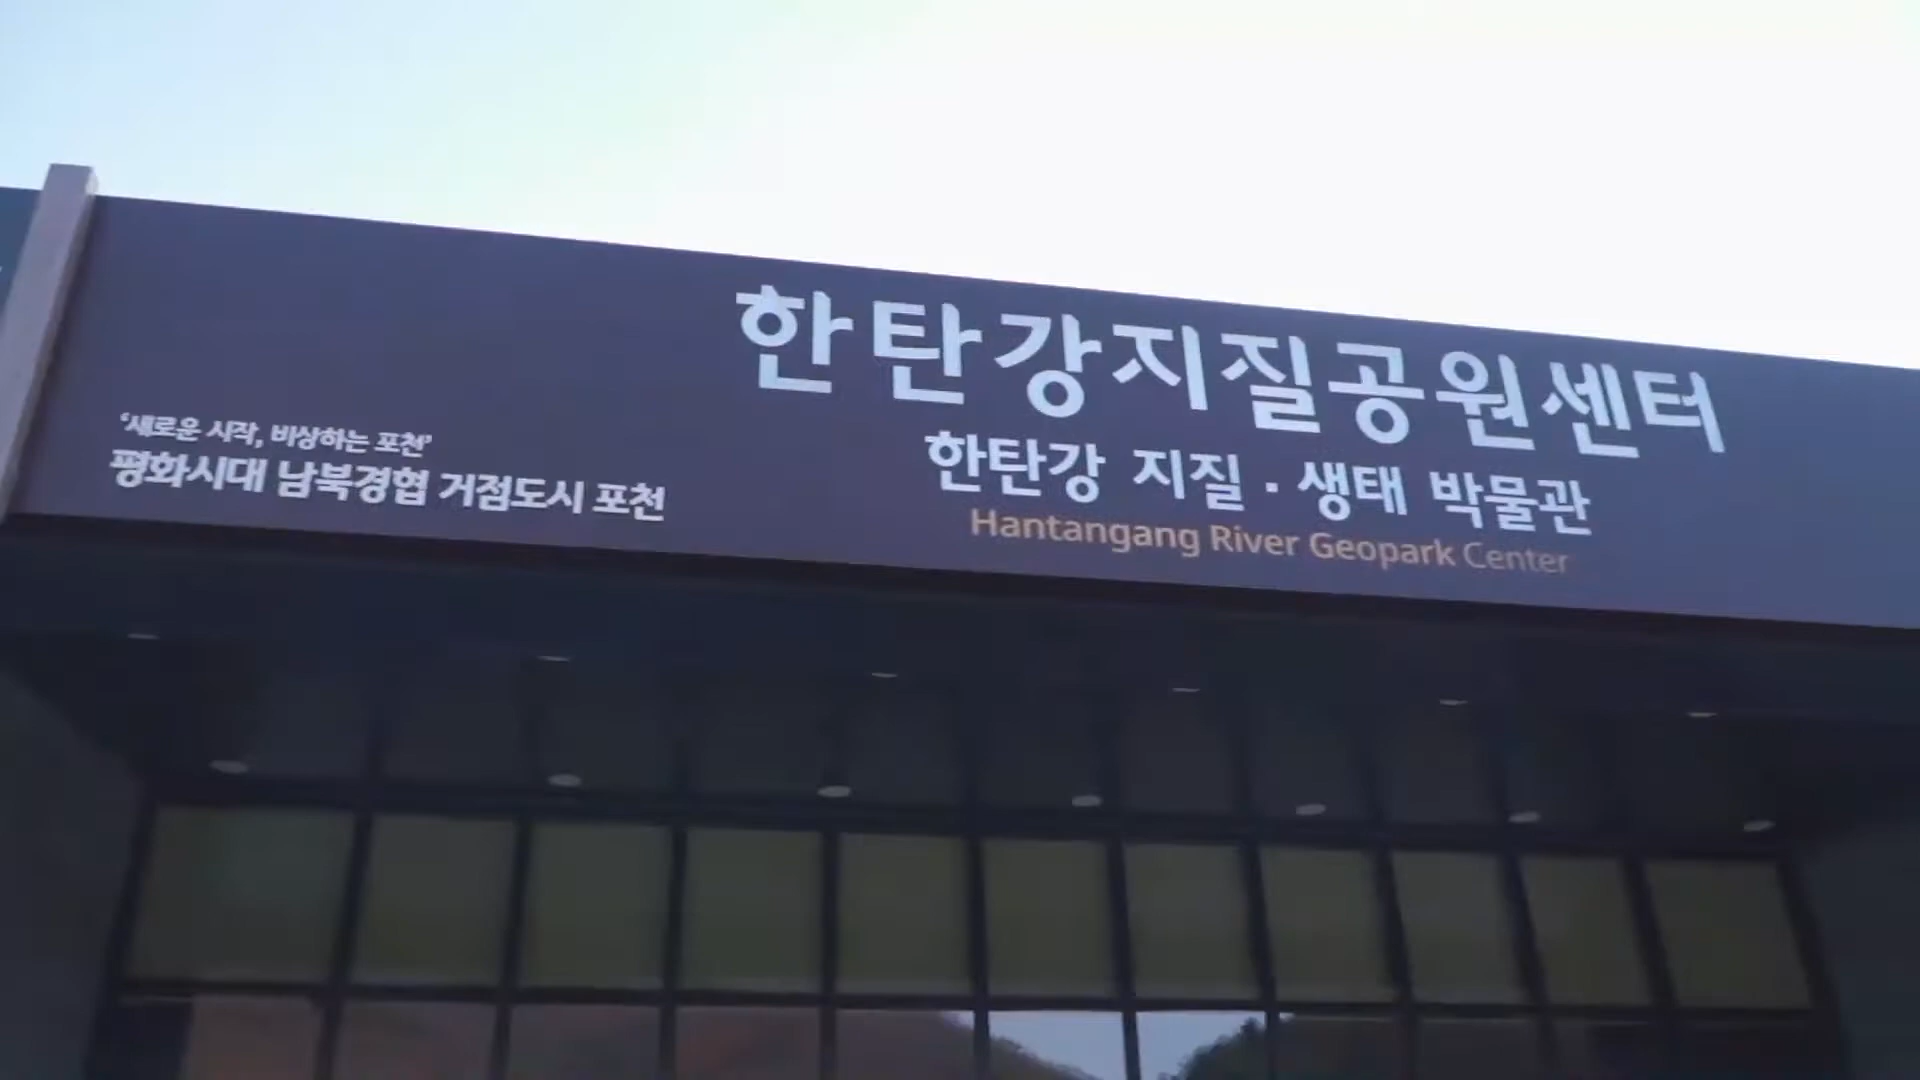 한탄강지질공원센터
한탄강 지질·생태 박물관
Hantangang River Geopark Center
‘새로운 시작, 비상하는 포천’
평화시대 남북경협 거점도시 포천